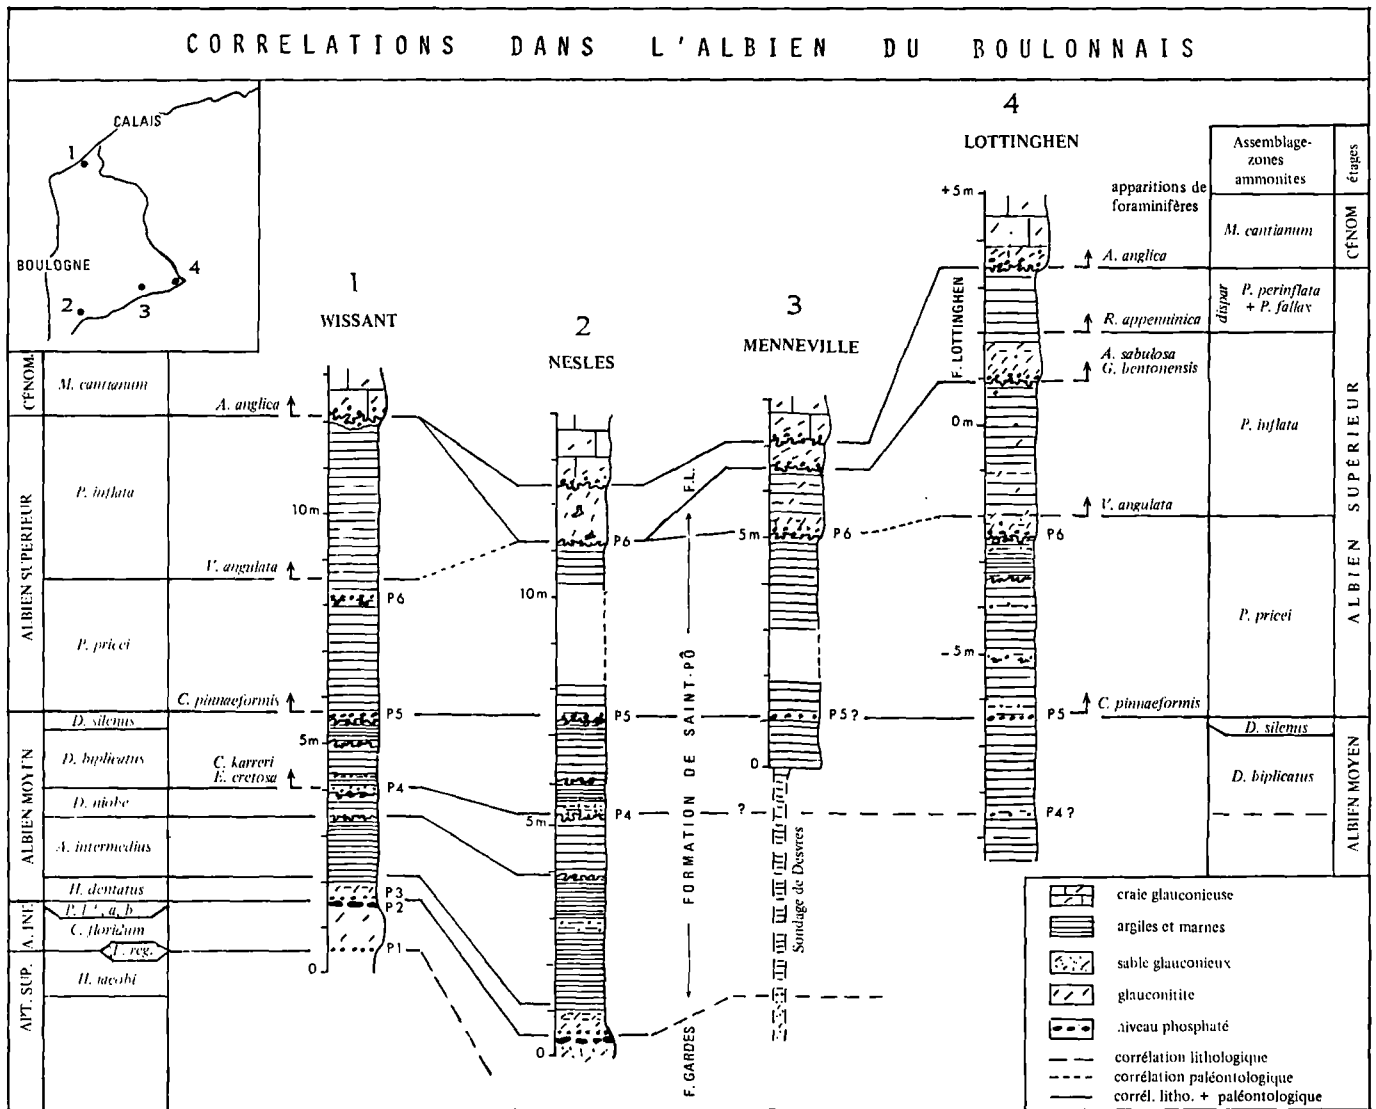 CORRELATIONS DANS L'ALBIEN DU BOULONNAIS
CALAIS
1
BOULOGNE
2
3
4
1
WISSANT
2
NESLES
3
MENNEVILLE
4
LOTTINGHEN
apparitions de
foraminifères
Assemblage-
zones
ammonites
étages
CÉNOM.
M. cantianum
ALBIEN SUPERIEUR
P. inflata
P. pricei
ALBIEN MOYEN
D. silenus
D. biplicatus
D. niobe
A. intermedius
H. dentatus
A. INF.
C. floridum
APT. SUP.
H. jacobi
A. anglica
V. angulata
C. pinnaeformis
C. karreri
E. cretosa
10m
5m
0
P6
P5
P4
P3
P2
P1
10m
5m
0
P6
P5
P4
F.L.
FORMATION DE SAINT-PÔ
F. GARDES
?
5m
0
P6
P5?
Sondage de Desvres
F. LOTTINGHEN
+5m
0m
-5m
P6
P5
P4?
A. anglica
R. appenninica
A. sabulosa
G. bentonensis
V. angulata
C. pinnaeformis
M. cantianum
dispar
P. perinflata
+ P. fallax
P. inflata
P. pricei
D. silenus
D. biplicatus
CÉNOM
ALBIEN SUPÉRIEUR
ALBIEN MOYEN
craie glauconieuse
argiles et marnes
sable glauconieux
glauconitite
niveau phosphaté
corrélation lithologique
corrélation paléontologique
corrél. litho. + paléontologique